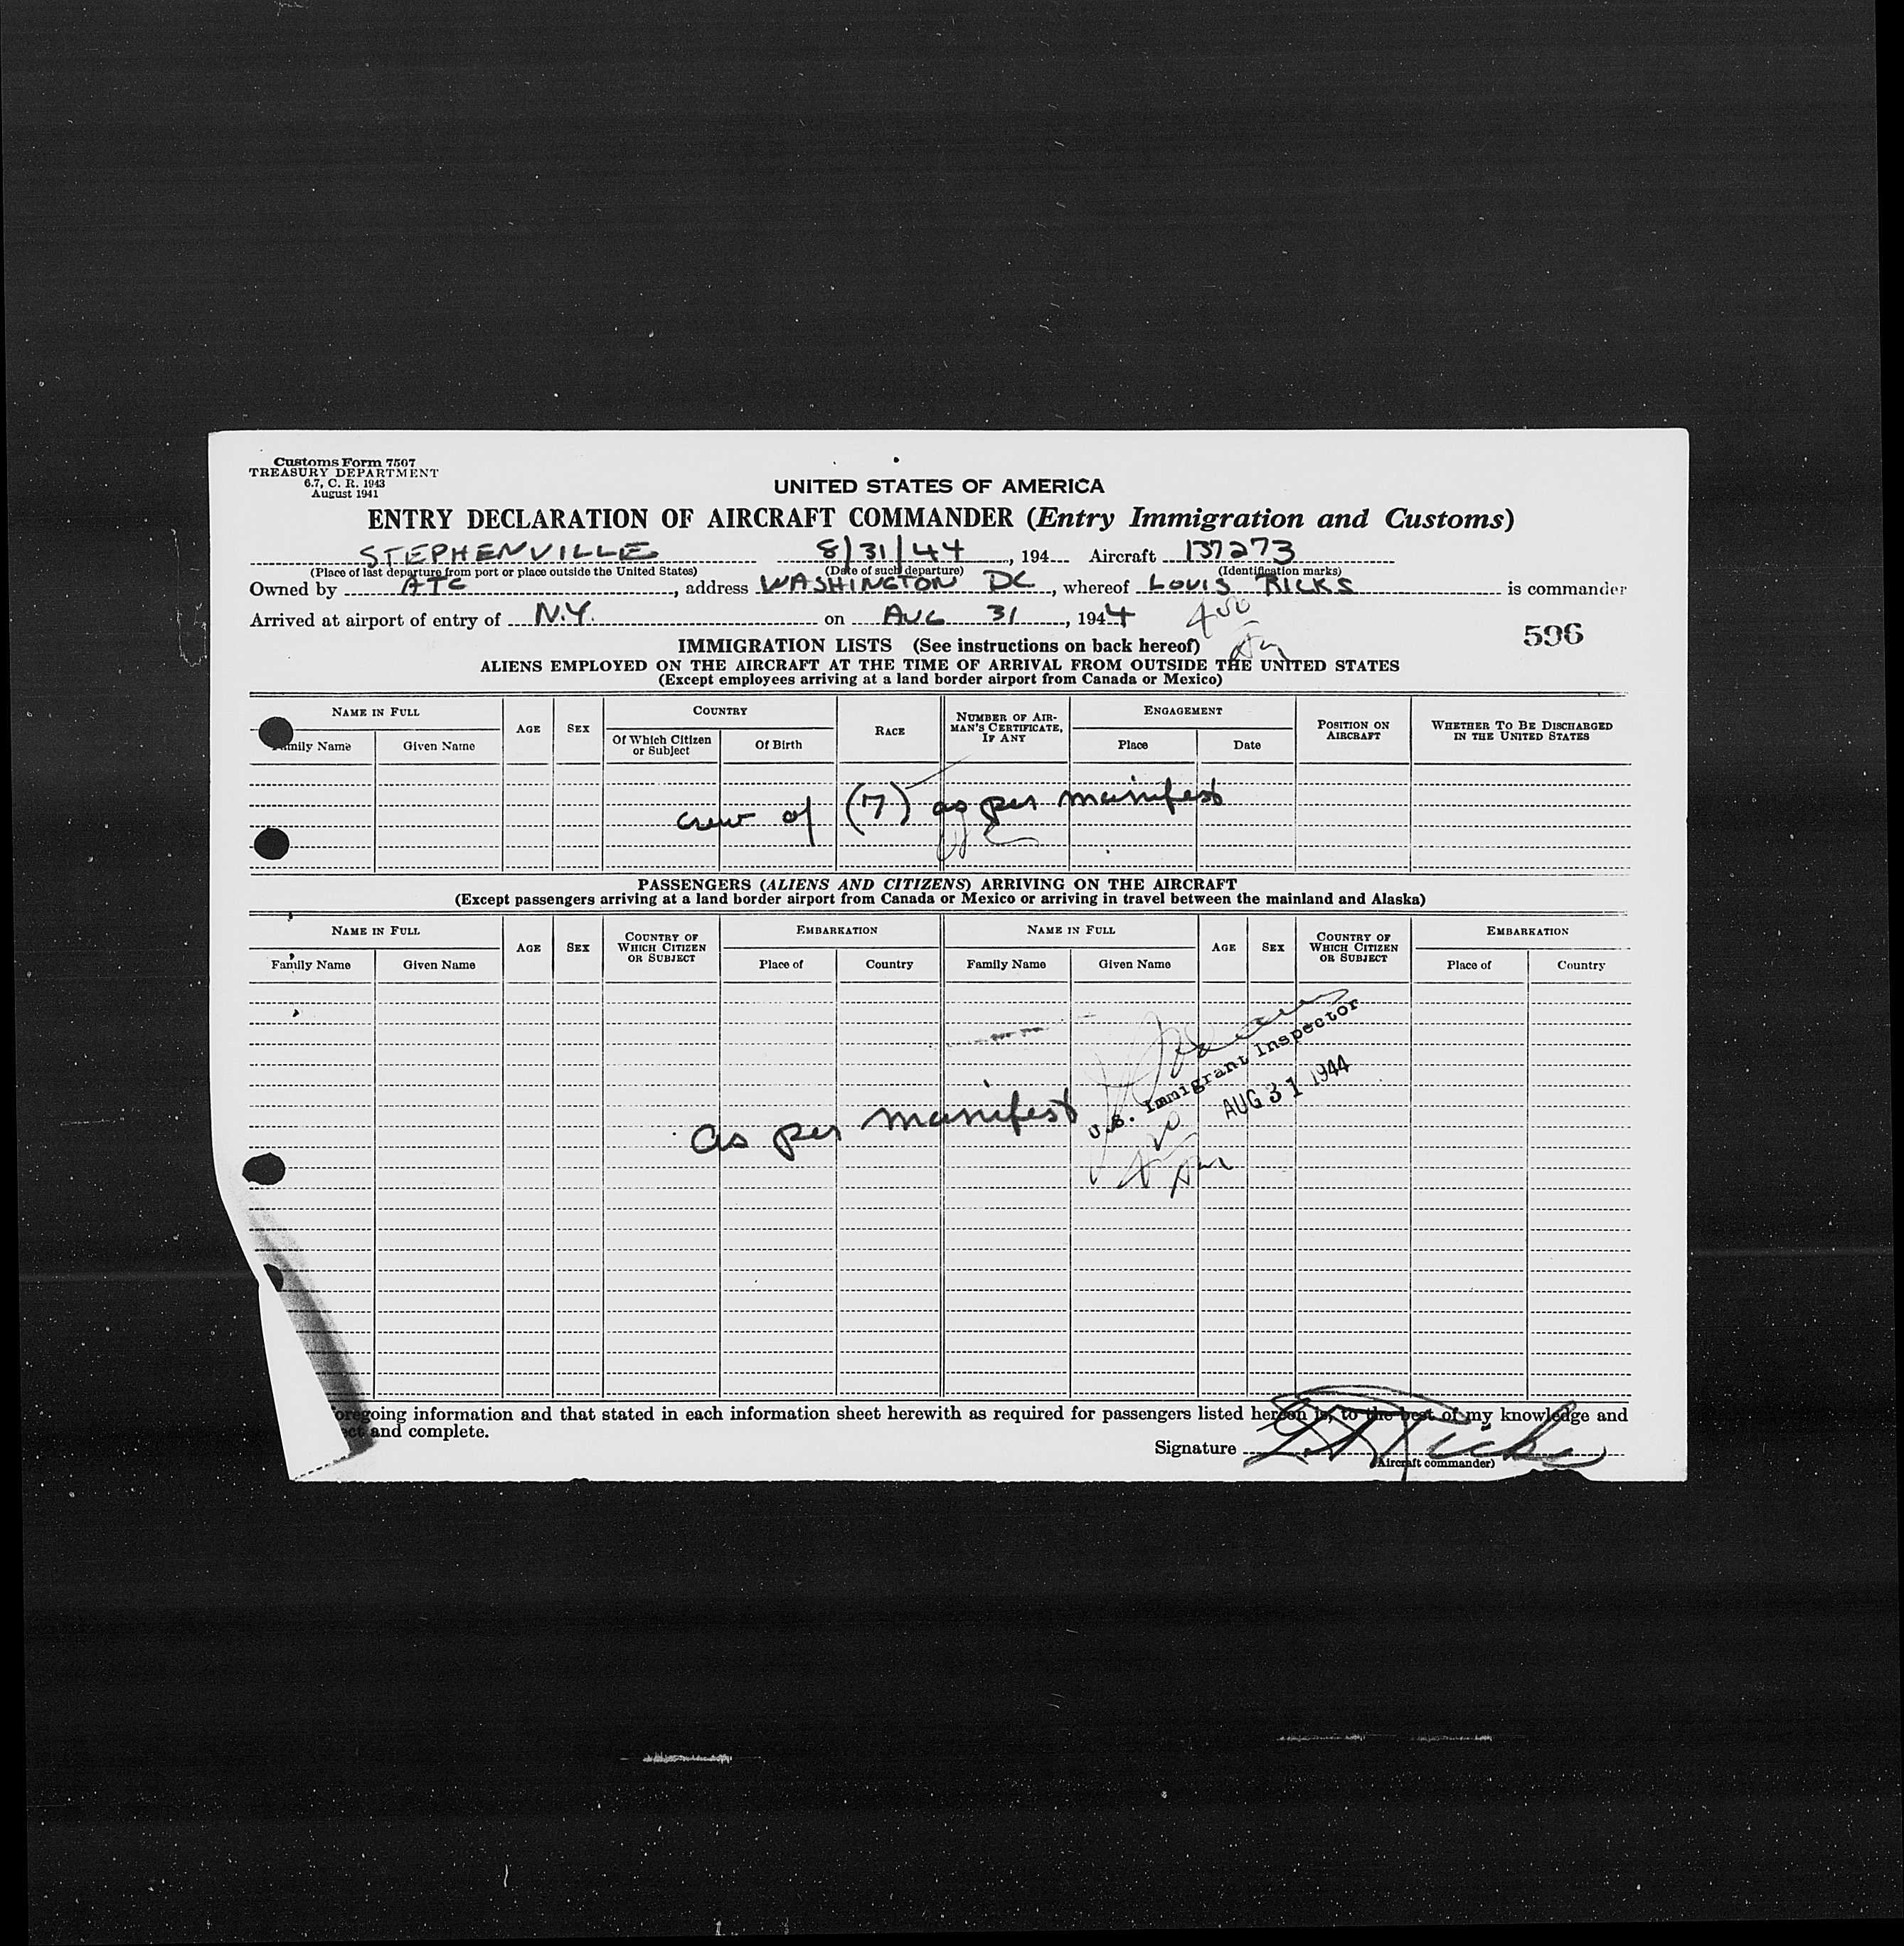 Customs Form 7507
TREASURY DEPARTMENT
6.7, C. R. 1943
August 1941
UNITED STATES OF AMERICA
ENTRY DECLARATION OF AIRCRAFT COMMANDER (Entry Immigration and Customs)
STEPHENVILLE 8/31/44, 194 Aircraft 137273
(Place of last departure from port or place outside the United States) (Date of such departure) (Identification marks)
Owned by ATC, address WASHINGTON DC, whereof LOUIS RICKS is commander
Arrived at airport of entry of N.Y. on AUG 31, 1944
596
IMMIGRATION LISTS (See instructions on back hereof)
ALIENS EMPLOYED ON THE AIRCRAFT AT THE TIME OF ARRIVAL FROM OUTSIDE THE UNITED STATES
(Except employees arriving at a land border airport from Canada or Mexico)
NAME IN FULL AGE SEX COUNTRY RACE NUMBER OF AIRMAN'S CERTIFICATE, IF ANY ENGAGEMENT POSITION ON AIRCRAFT WHETHER TO BE DISCHARGED IN THE UNITED STATES
Family Name Given Name Of Which Citizen or Subject Of Birth Place Date
crew of (7) as per manifest
PASSENGERS (ALIENS AND CITIZENS) ARRIVING ON THE AIRCRAFT
(Except passengers arriving at a land border airport from Canada or Mexico or arriving in travel between the mainland and Alaska)
NAME IN FULL AGE SEX COUNTRY OF WHICH CITIZEN OR SUBJECT EMBARKATION NAME IN FULL AGE SEX COUNTRY OF WHICH CITIZEN OR SUBJECT EMBARKATION
Family Name Given Name Place of Country Family Name Given Name Place of Country
U.S. Immigrant Inspector
AUG 31 1944
as per manifest
oregoing information and that stated in each information sheet herewith as required for passengers listed hereon is, to the best of my knowledge and
ect and complete.
Signature L Ricks
(Aircraft commander)